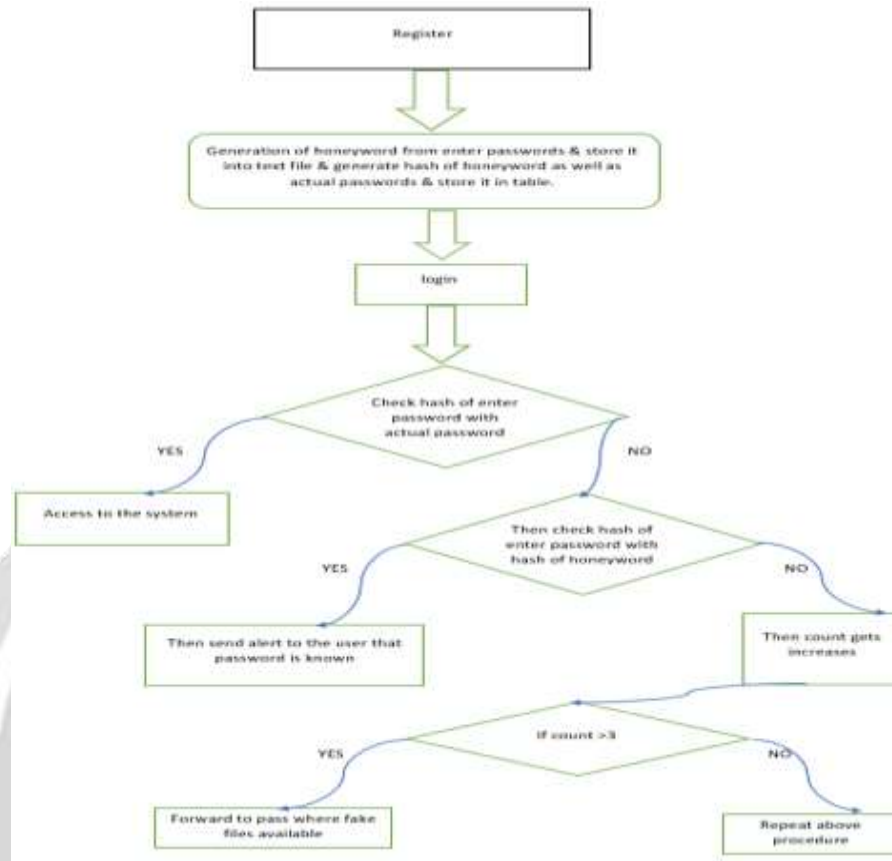 Register
Generation of honeyword from enter passwords & store it
into text file & generate hash of honeyword as well as
actual passwords & store it in table.
login
Check hash of enter
password with
actual password
YES
NO
Access to the system
Then check hash of
enter password with
hash of honeyword
YES
NO
Then send alert to the user that
password is known
Then count gets
increases
If count >3
YES
NO
Forward to pass where fake
files available
Repeat above
procedure